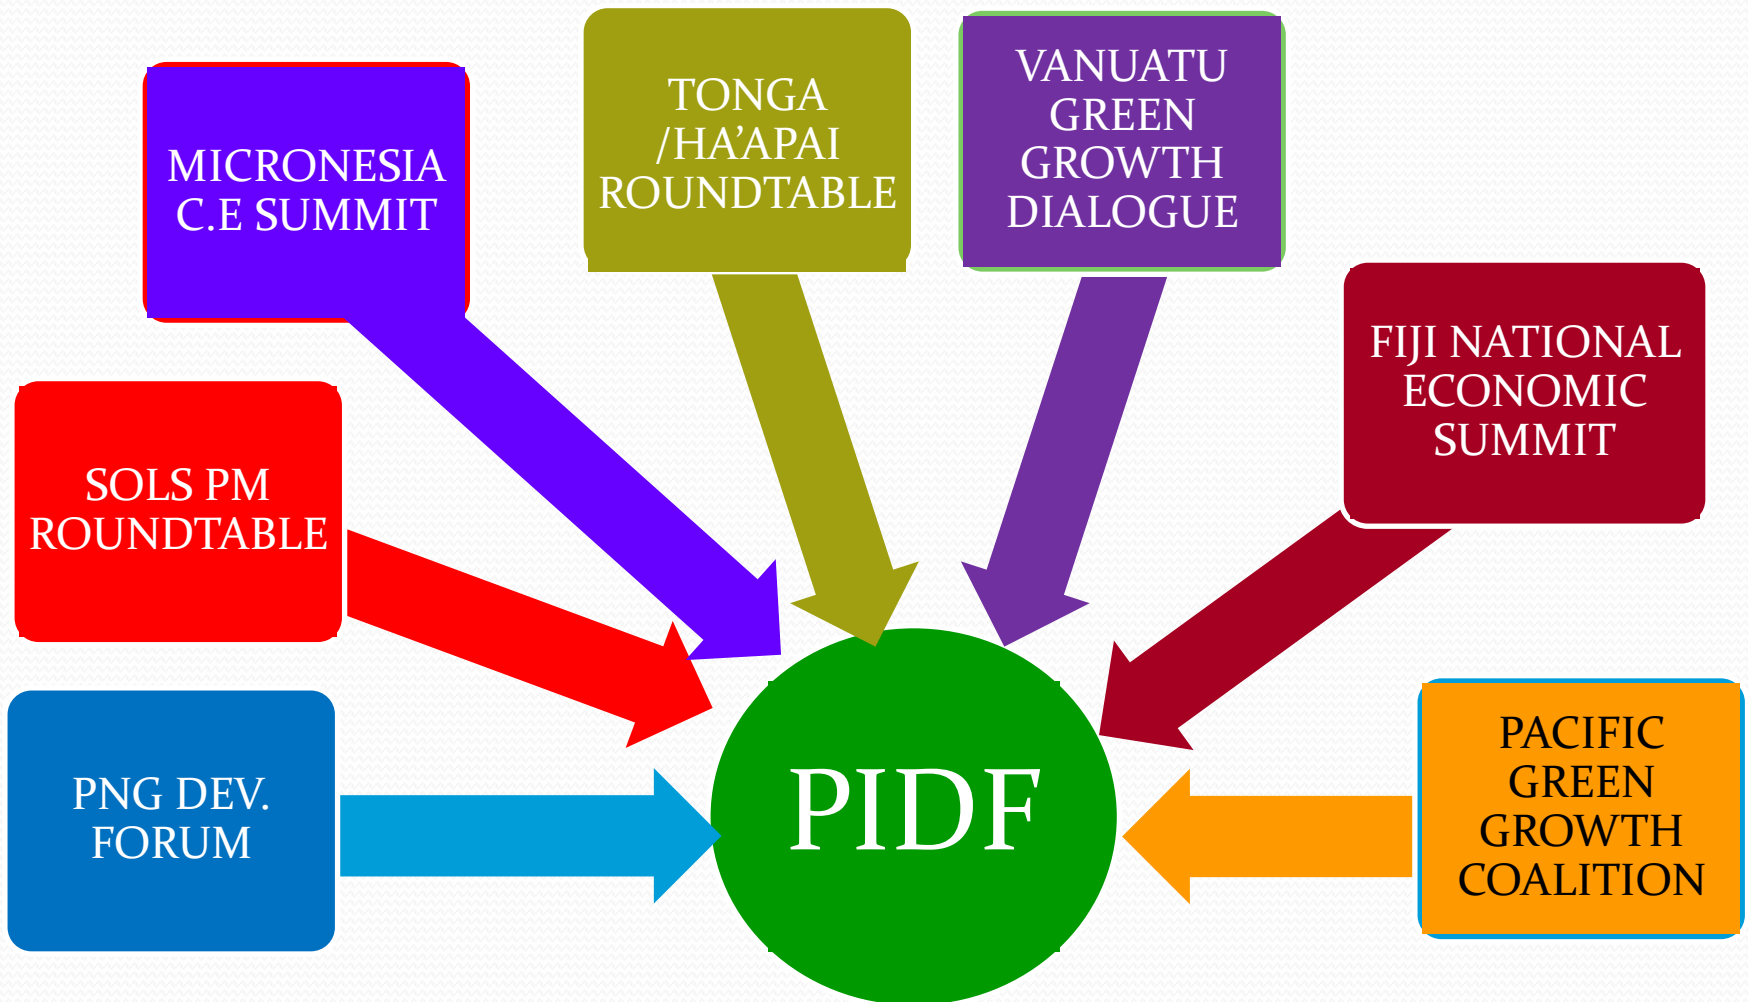 MICRONESIA
C.E SUMMIT
TONGA
/HA’APAI
ROUNDTABLE
VANUATU
GREEN
GROWTH
DIALOGUE
FIJI NATIONAL
ECONOMIC
SUMMIT
SOLS PM
ROUNDTABLE
PNG DEV.
FORUM
PIDF
PACIFIC
GREEN
GROWTH
COALITION